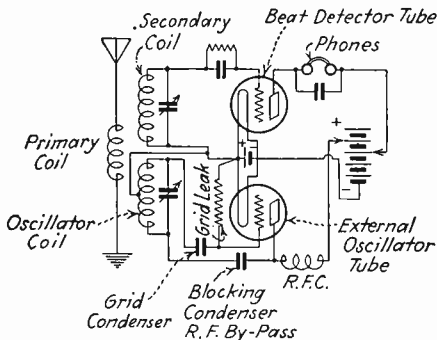 Secondary
Coil
Beat Detector Tube
Phones
+
Primary
Coil
+
-
Oscillator
Coil
Grid Leak
External
Oscillator
Tube
R.F.C.
Grid
Condenser
Blocking
Condenser
R.F. By-Pass